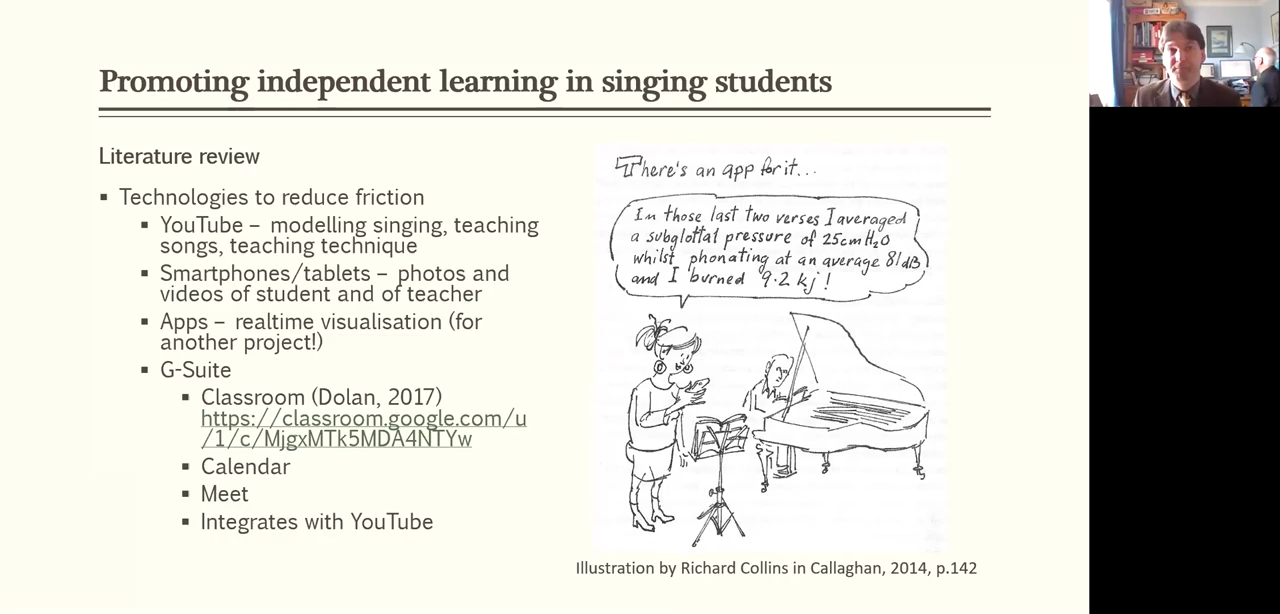 Promoting independent learning in singing students
Literature review
▪ Technologies to reduce friction
▪ YouTube – modelling singing, teaching
songs, teaching technique
▪ Smartphones/tablets – photos and
videos of student and of teacher
▪ Apps – realtime visualisation (for
another project!)
▪ G-Suite
▪ Classroom (Dolan, 2017)
https://classroom.google.com/u
/1/c/MjgxMTk5MDA4NTYw
▪ Calendar
▪ Meet
▪ Integrates with YouTube
There's an app for it...
In those last two verses I averaged
a subglottal pressure of 25cm H₂O
whilst phonating at an average 81dB
and I burned 9.2 kj!
Illustration by Richard Collins in Callaghan, 2014, p.142